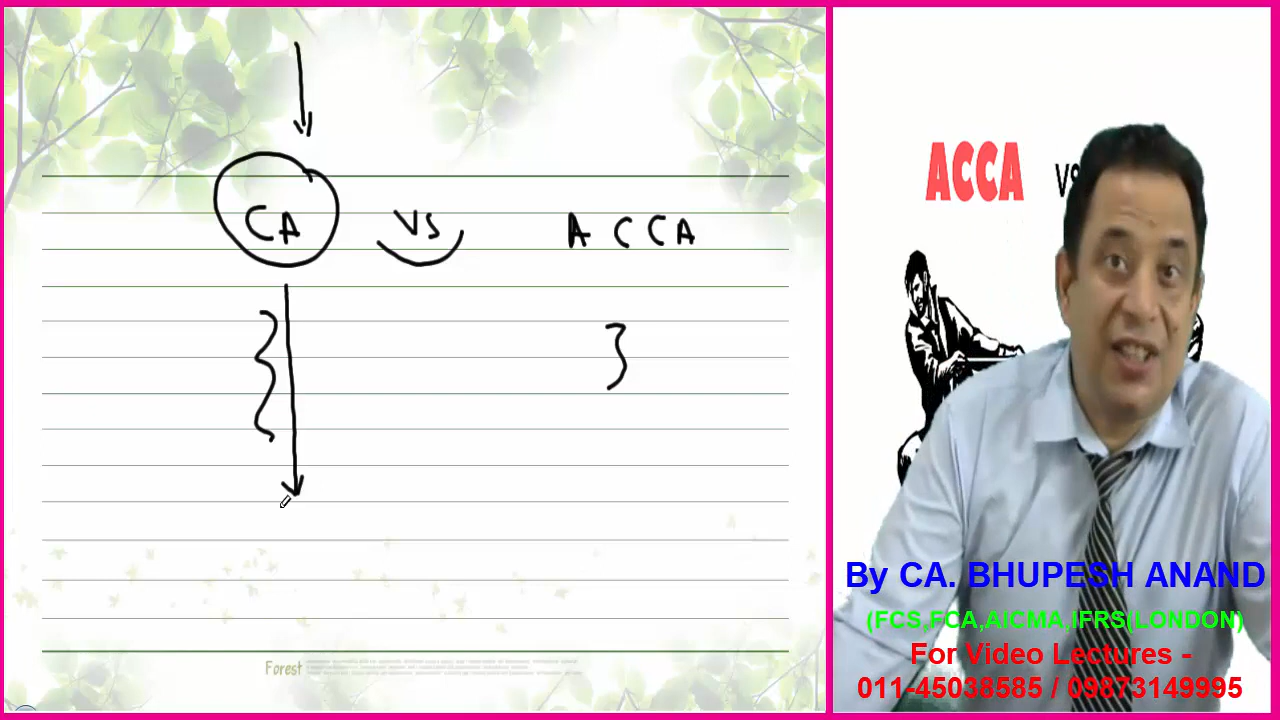 CA VS ACCA
Forest
ACCA VS
By CA. BHUPESH ANAND
(FCS,FCA,AICMA,IFRS(LONDON)
For Video Lectures -
011-45038585 / 09873149995